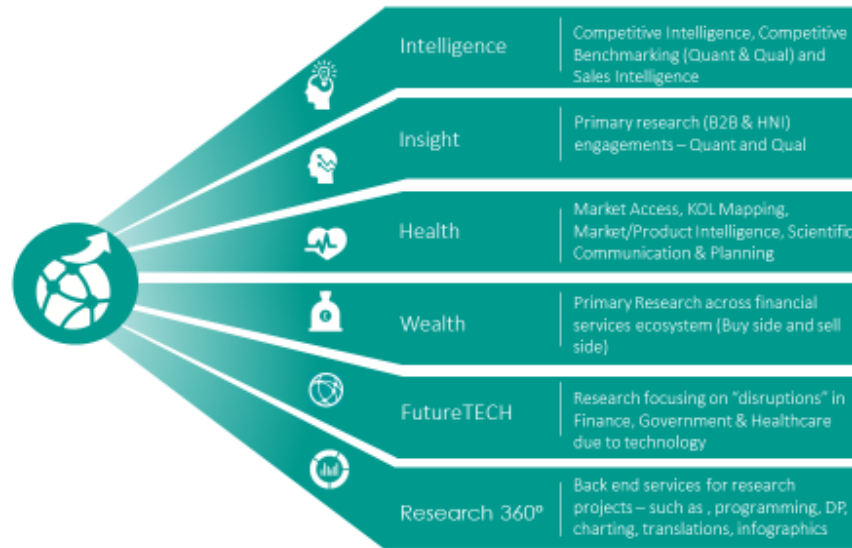 Intelligence
Competitive Intelligence, Competitive
Benchmarking (Quant & Qual) and
Sales Intelligence
Insight
Primary research (B2B & HNI)
engagements – Quant and Qual
Health
Market Access, KOL Mapping,
Market/Product Intelligence, Scientific
Communication & Planning
Wealth
Primary Research across financial
services ecosystem (Buy side and sell
side)
FutureTECH
Research focusing on "disruptions" in
Finance, Government & Healthcare
due to technology
Research 360°
Back end services for research
projects – such as , programming, DP,
charting, translations, infographics